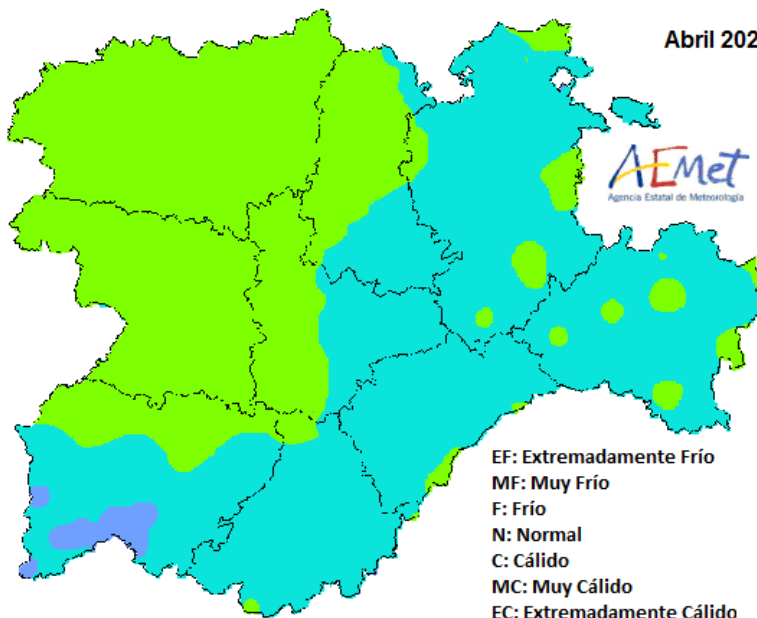 Abril 202
AEMet
Agencia Estatal de Meteorología
EF: Extremadamente Frío
MF: Muy Frío
F: Frío
N: Normal
C: Cálido
MC: Muy Cálido
EC: Extremadamente Cálido